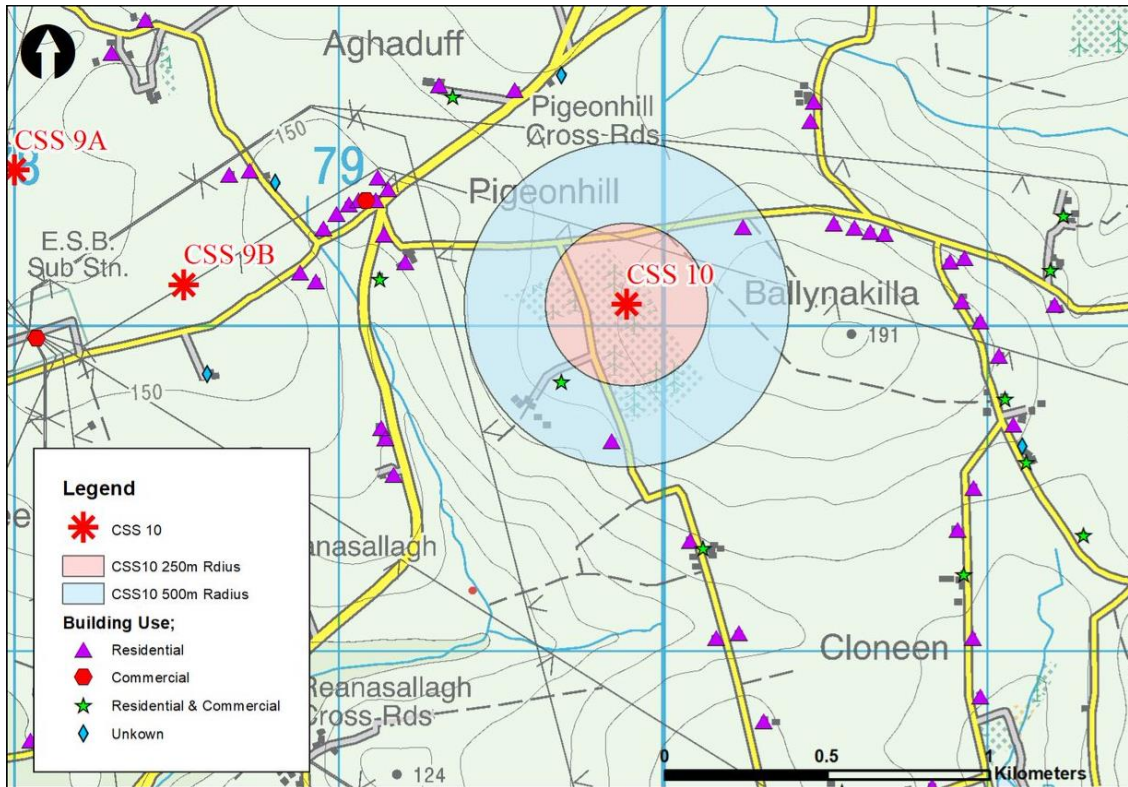 Aghaduff
Pigeonhill
Cross-Rds
CSS 9A
150
79
Pigeonhill
E.S.B.
Sub Stn.
CSS 9B
CSS 10
Ballynakilla
191
150
Legend
CSS 10
CSS10 250m Rdius
CSS10 500m Radius
Building Use;
Residential
Commercial
Residential & Commercial
Unkown
anasallagh
Cloneen
Reanasallagh
Cross-Rds
124
0 0.5 1
Kilometers